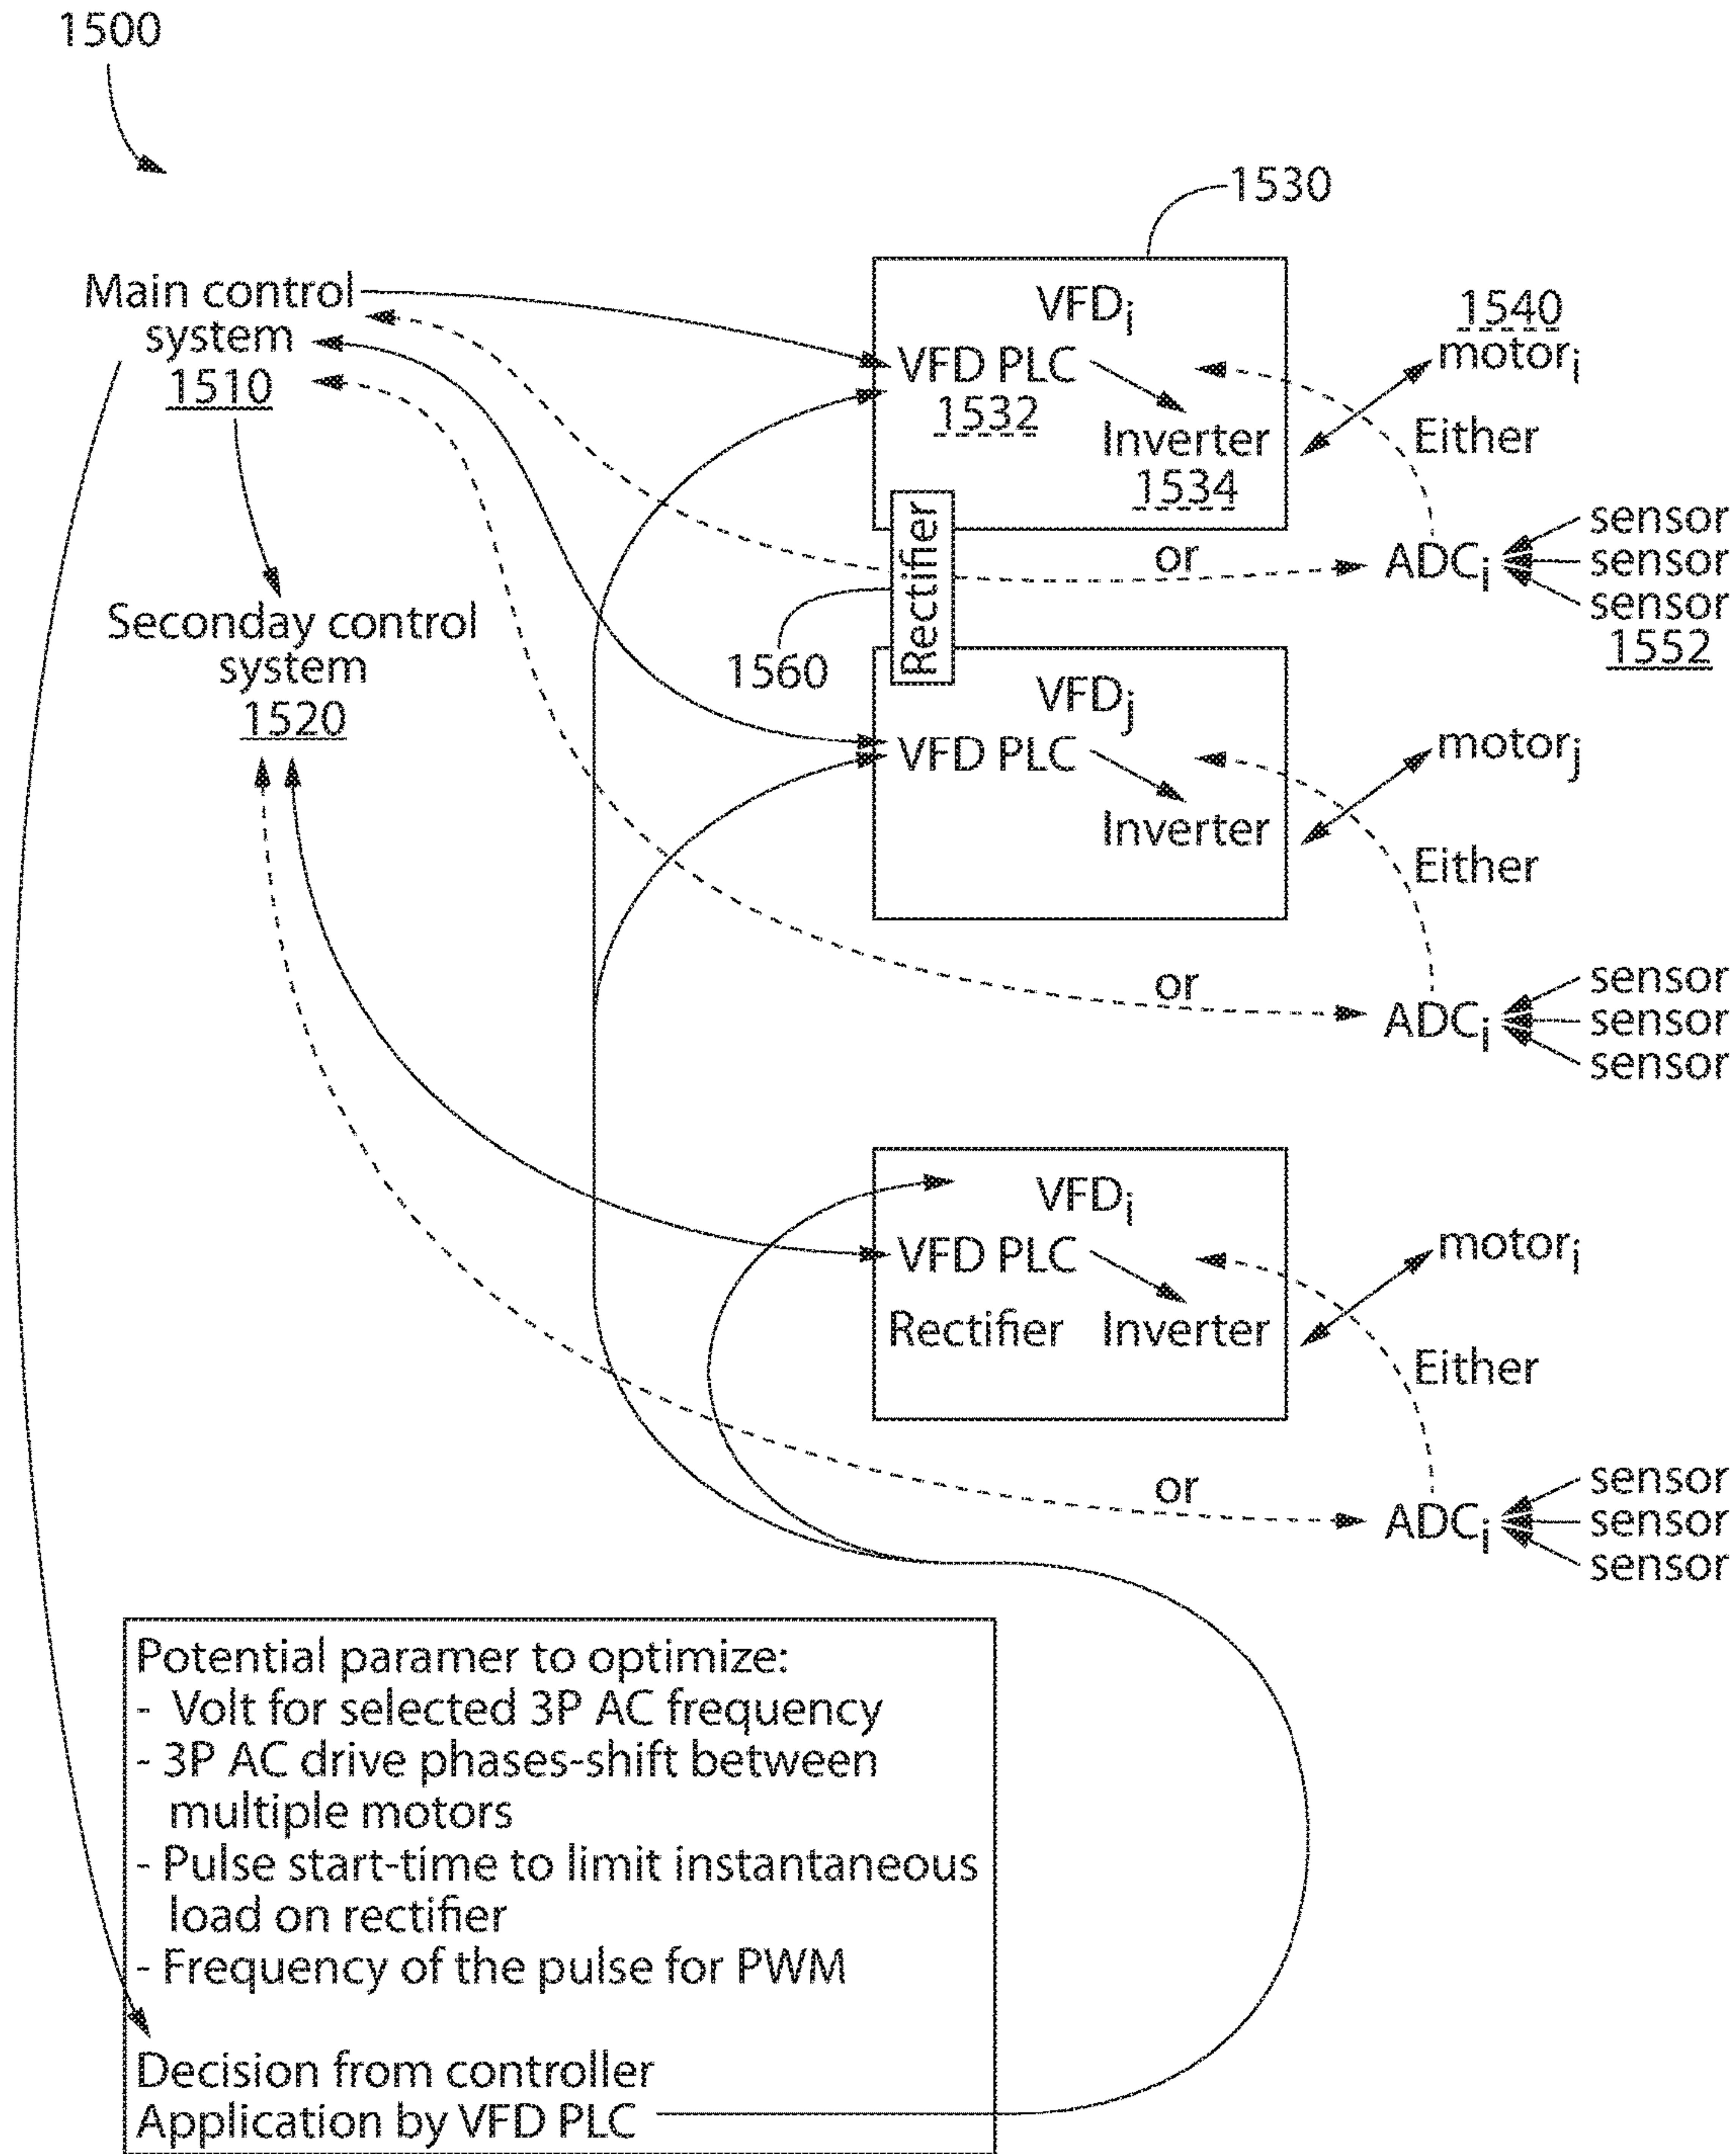 1500
1530
Main control
system
1510
VFDi
VFD PLC
1532
Inverter
1534
1540
motori
Either
or
ADCi
sensor
sensor
sensor
1552
Seconday control
system
1520
Rectifier
1560
VFDj
VFD PLC
Inverter
motorj
Either
or
ADCi
sensor
sensor
sensor
VFDi
VFD PLC
Rectifier Inverter
motori
Either
or
ADCi
sensor
sensor
sensor
Potential paramer to optimize:
- Volt for selected 3P AC frequency
- 3P AC drive phases-shift between
multiple motors
- Pulse start-time to limit instantaneous
load on rectifier
- Frequency of the pulse for PWM
Decision from controller
Application by VFD PLC